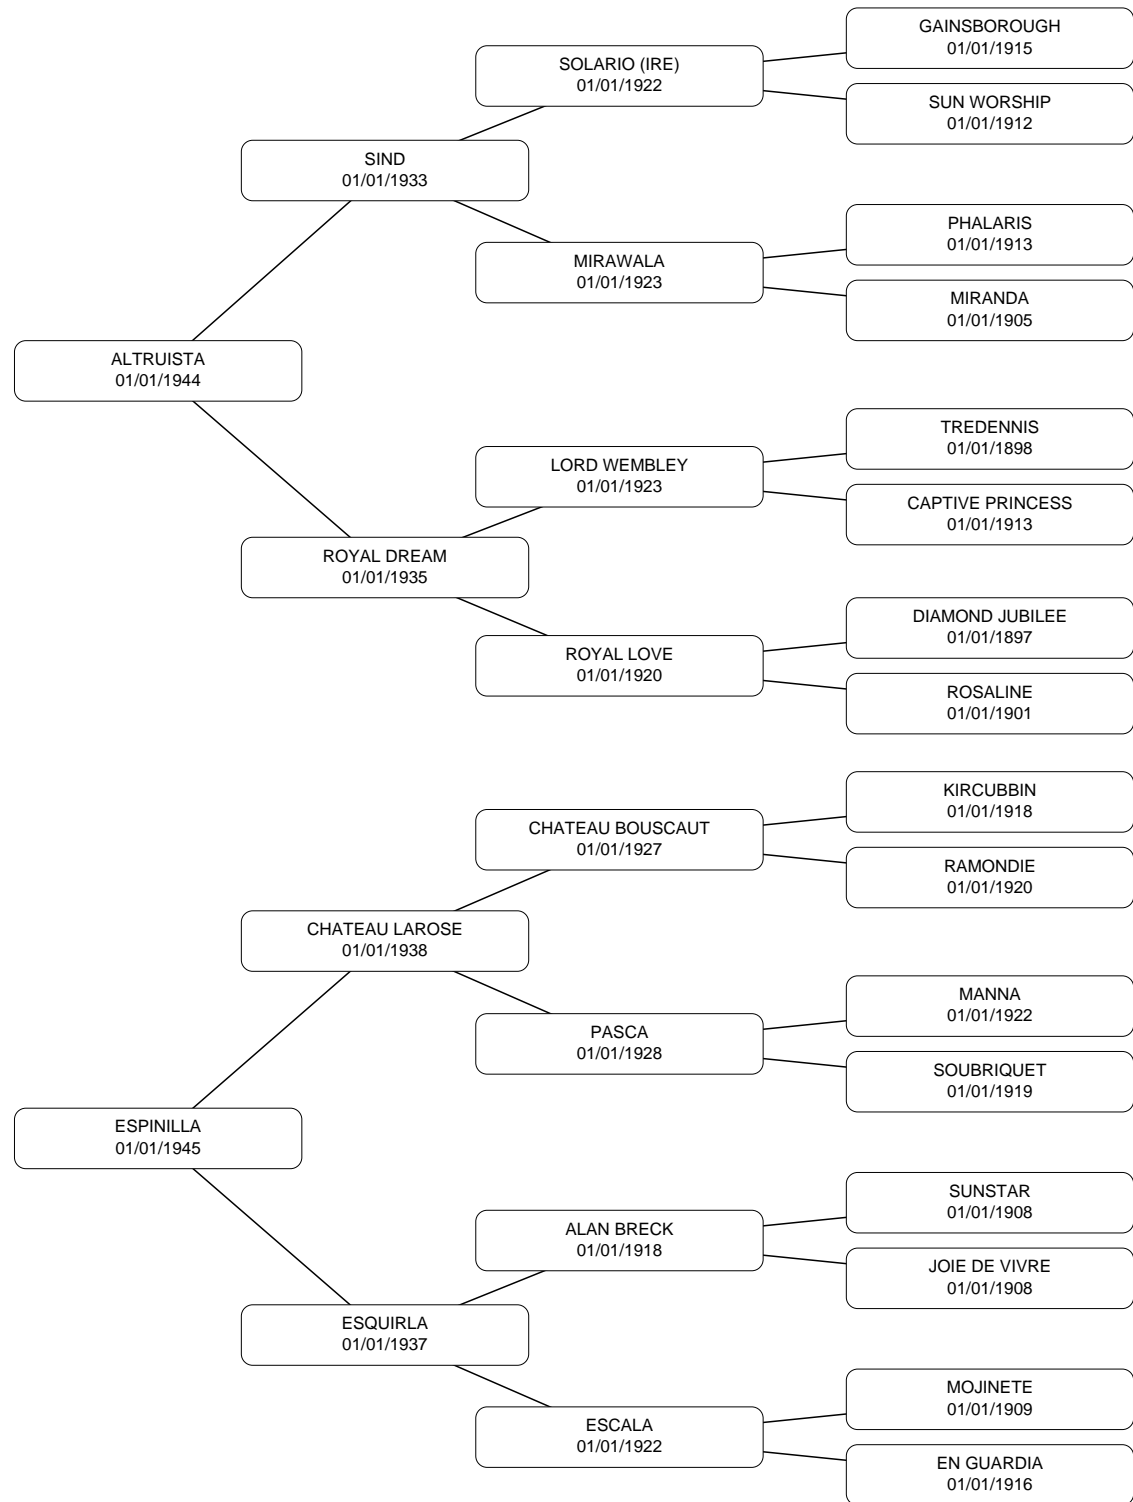 GAINSBOROUGH
01/01/1915
SOLARIO (IRE)
01/01/1922
SUN WORSHIP
01/01/1912
SIND
01/01/1933
PHALARIS
01/01/1913
MIRAWALA
01/01/1923
MIRANDA
01/01/1905
ALTRUISTA
01/01/1944
TREDENNIS
01/01/1898
LORD WEMBLEY
01/01/1923
CAPTIVE PRINCESS
01/01/1913
ROYAL DREAM
01/01/1935
DIAMOND JUBILEE
01/01/1897
ROYAL LOVE
01/01/1920
ROSALINE
01/01/1901
KIRCUBBIN
01/01/1918
CHATEAU BOUSCAUT
01/01/1927
RAMONDIE
01/01/1920
CHATEAU LAROSE
01/01/1938
MANNA
01/01/1922
PASCA
01/01/1928
SOUBRIQUET
01/01/1919
ESPINILLA
01/01/1945
SUNSTAR
01/01/1908
ALAN BRECK
01/01/1918
JOIE DE VIVRE
01/01/1908
ESQUIRLA
01/01/1937
MOJINETE
01/01/1909
ESCALA
01/01/1922
EN GUARDIA
01/01/1916